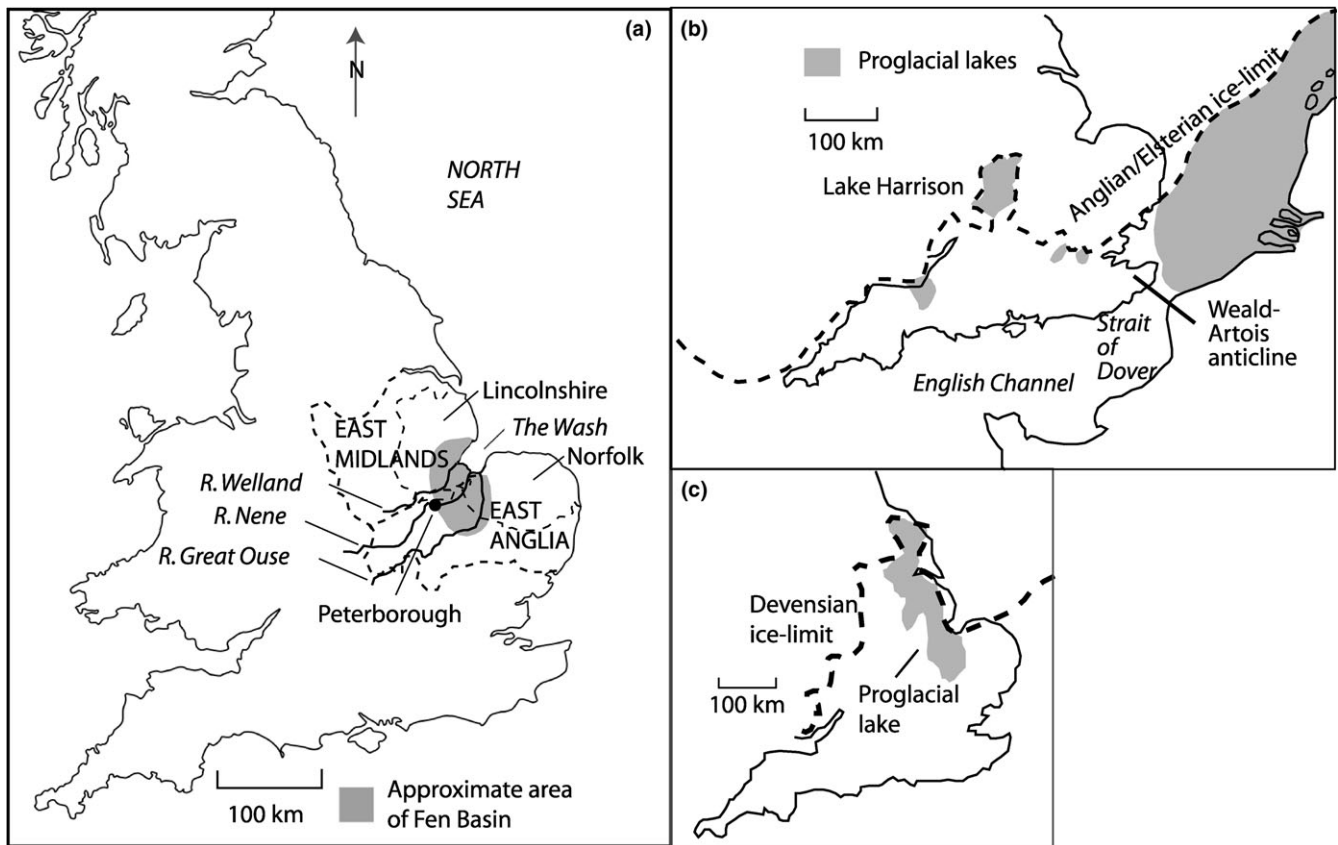 (a)
N
NORTH
SEA
Lincolnshire
EAST
MIDLANDS
The Wash
Norfolk
R. Welland
R. Nene
EAST
ANGLIA
R. Great Ouse
Peterborough
100 km
Approximate area
of Fen Basin
(b)
Proglacial lakes
100 km
Anglian/Elsterian ice-limit
Lake Harrison
Weald-
Artois
anticline
Strait
of
Dover
English Channel
(c)
Devensian
ice-limit
100 km
Proglacial
lake